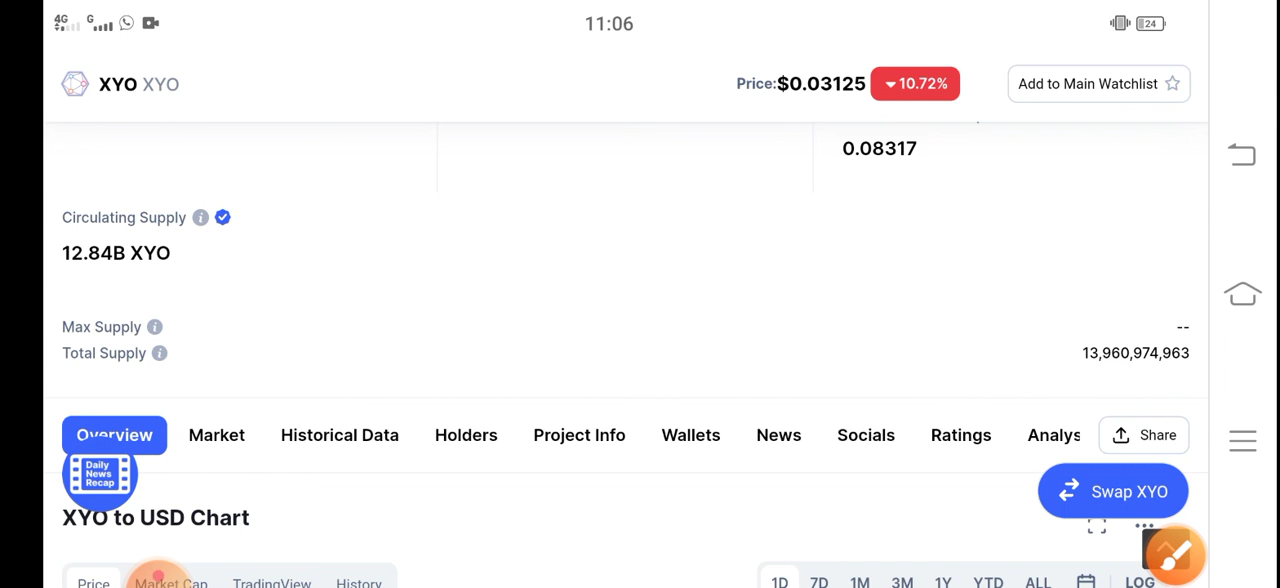 4G G 11:06 24
XYO XYO Price:$0.03125 10.72% Add to Main Watchlist
0.08317
Circulating Supply
12.84B XYO
Max Supply --
Total Supply 13,960,974,963
Overview Market Historical Data Holders Project Info Wallets News Socials Ratings Analys Share
Daily
News
Recap
Swap XYO
XYO to USD Chart
Price Market Cap TradingView History 1D 7D 1M 3M 1Y YTD ALL LOG